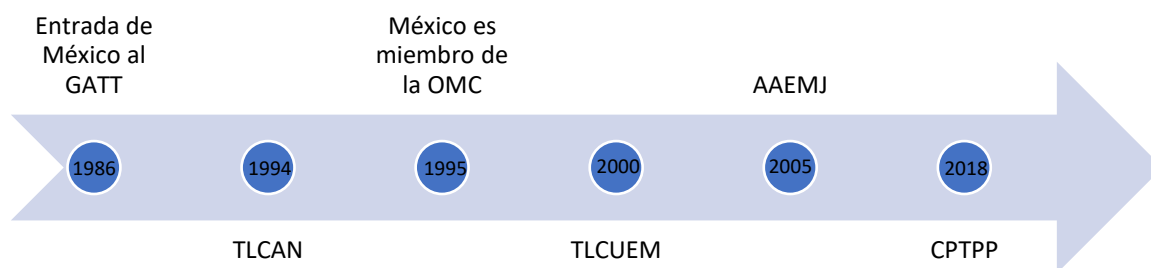 Entrada de
México al
GATT
México es
miembro de
la OMC
AAEMJ
1986
1994
1995
2000
2005
2018
TLCAN
TLCUEM
CPTPP